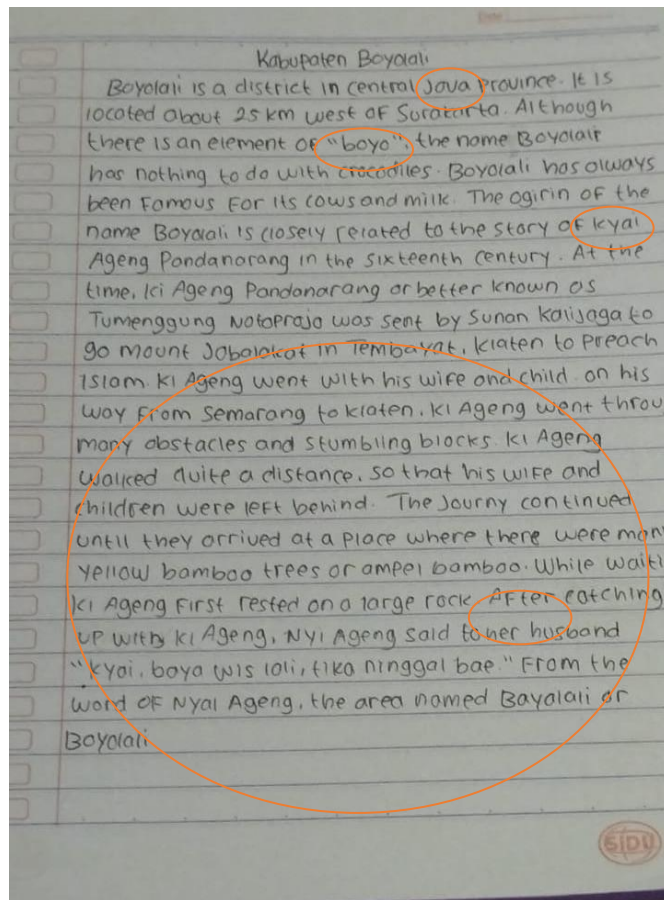 Kabupaten Boyolali
Boyolali is a district in central Java Province. It is
located about 25 km west of Suratarta. Although
there is an element of "boyo", the name Boyolali
has nothing to do with crocodiles. Boyolali has always
been Famous For its cows and milk. The ogirin of the
name Boyolali is closely related to the story of kyai
Ageng Pandanarang in the sixteenth century. At the
time, ki Ageng Pandanarang or better known as
Tumenggung Notoprajo was sent by Sunan Kalijaga to
go mount Jabalakat in Tembayat, klaten to preach
Islam. Ki Ageng went with his wife and child. on his
way From Semarang to klaten, ki Ageng went throu
many obstacles and stumbling blocks. ki Ageng
walked quite a distance, so that his wife and
children were left behind. The Journy continued
until they arrived at a place where there were man
yellow bamboo trees or ampel bamboo. While waiti
ki Ageng First rested on a large rock. After catching
up with ki Ageng, Nyi Ageng said to her husband
"kyai, boya wis lali, tika ninggal bae." From the
word of Nyai Ageng, the area named Bayalali or
Boyolali
SIDU